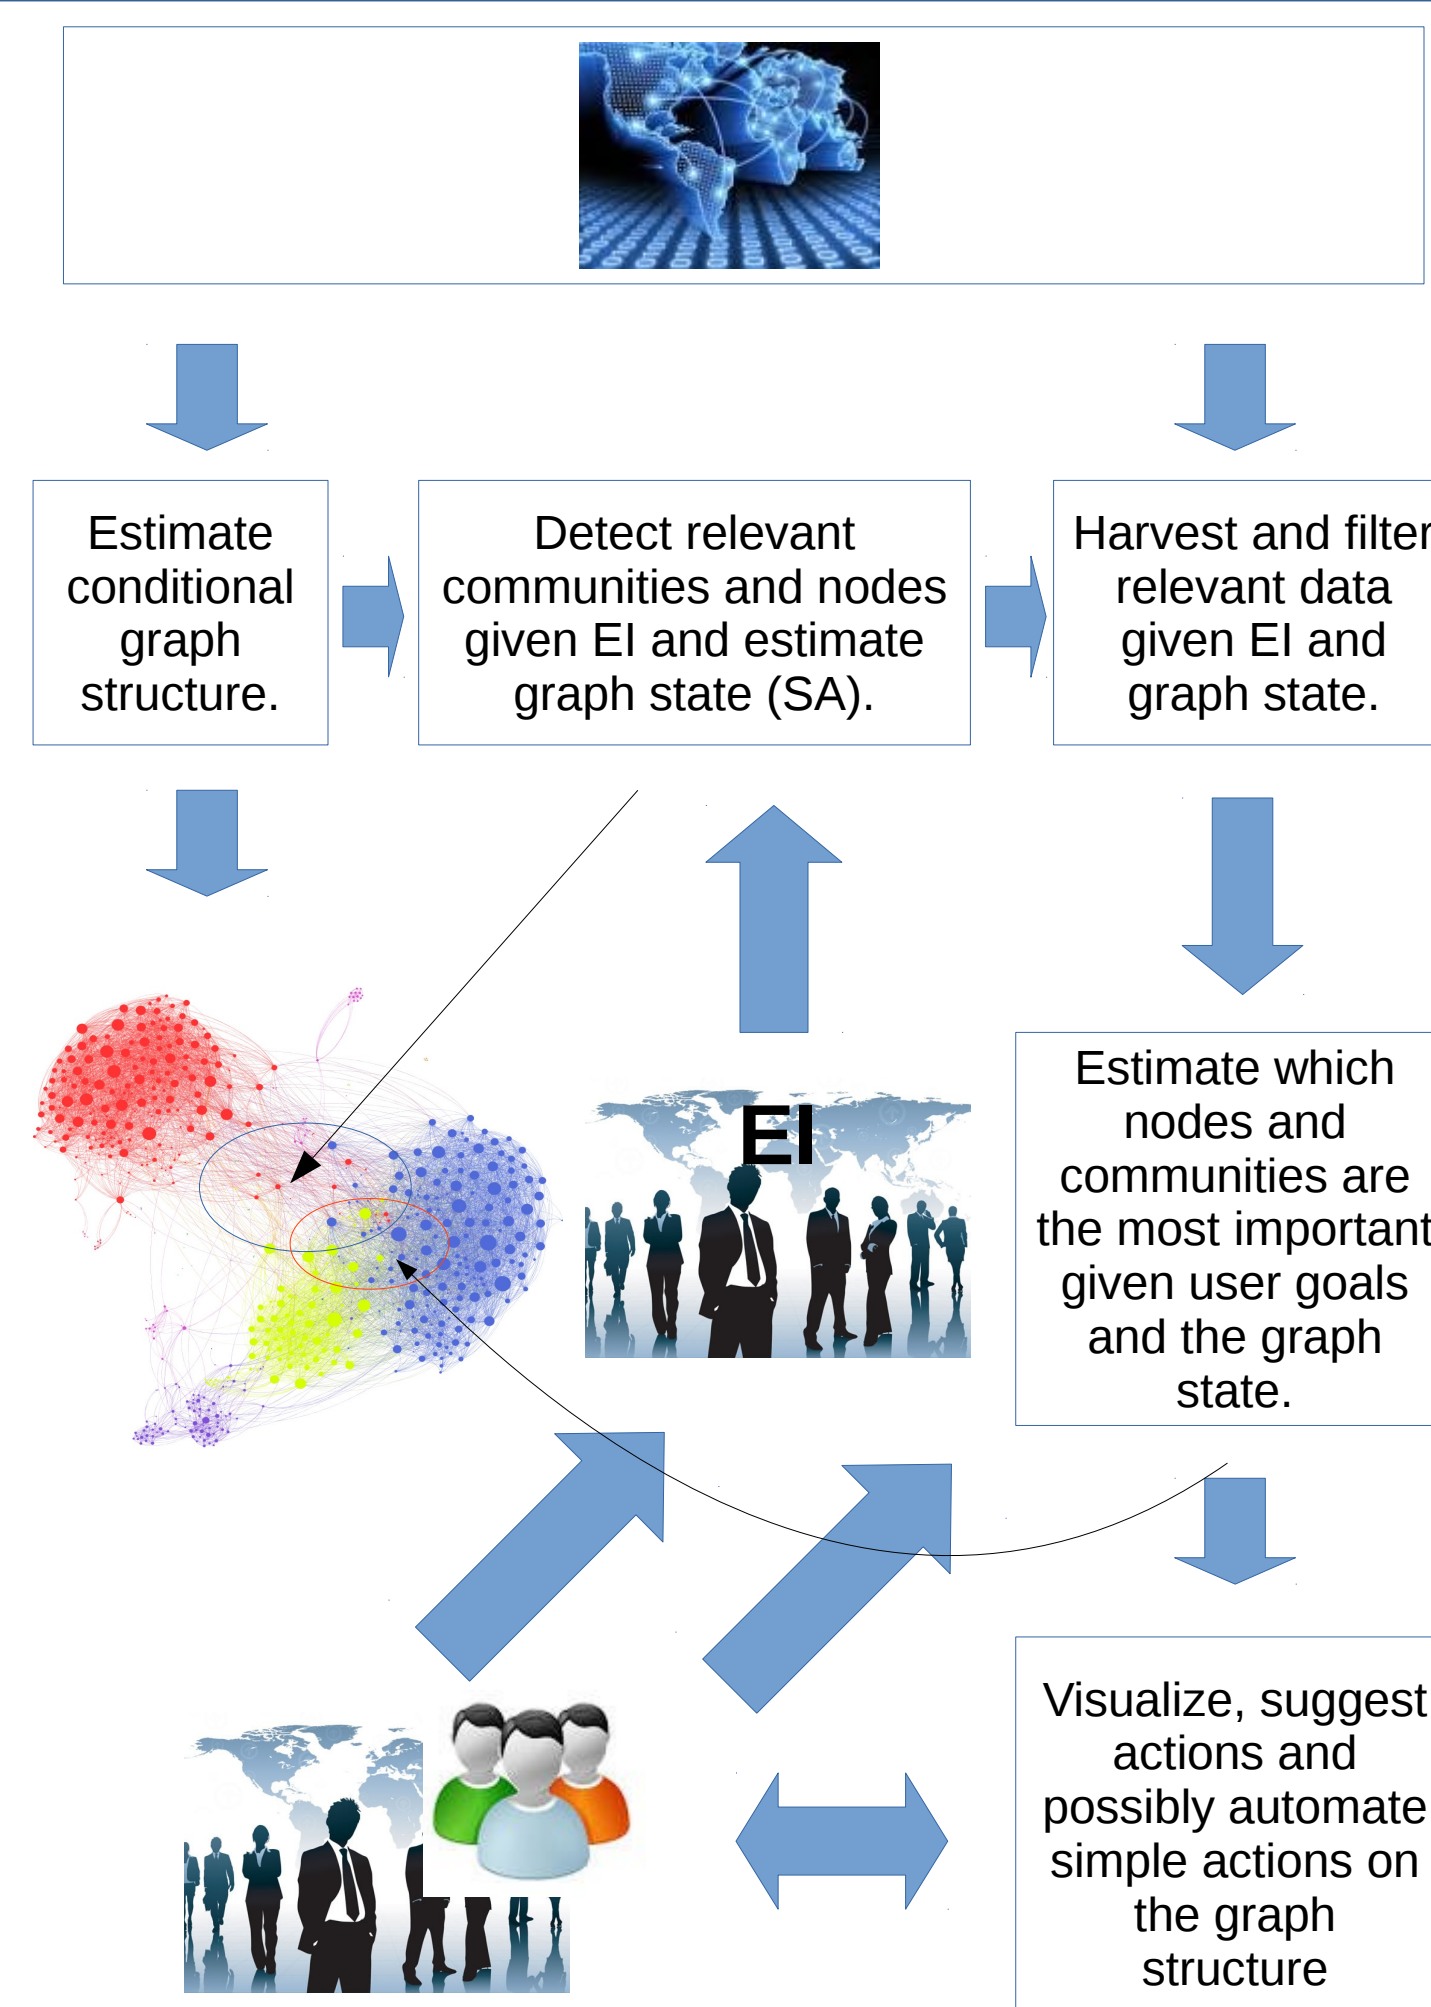 Estimate
conditional
graph
structure.
Detect relevant
communities and nodes
given EI and estimate
graph state (SA).
Harvest and filter
relevant data
given EI and
graph state.
EI
Estimate which
nodes and
communities are
the most important
given user goals
and the graph
state.
Visualize, suggest
actions and
possibly automate
simple actions on
the graph
structure